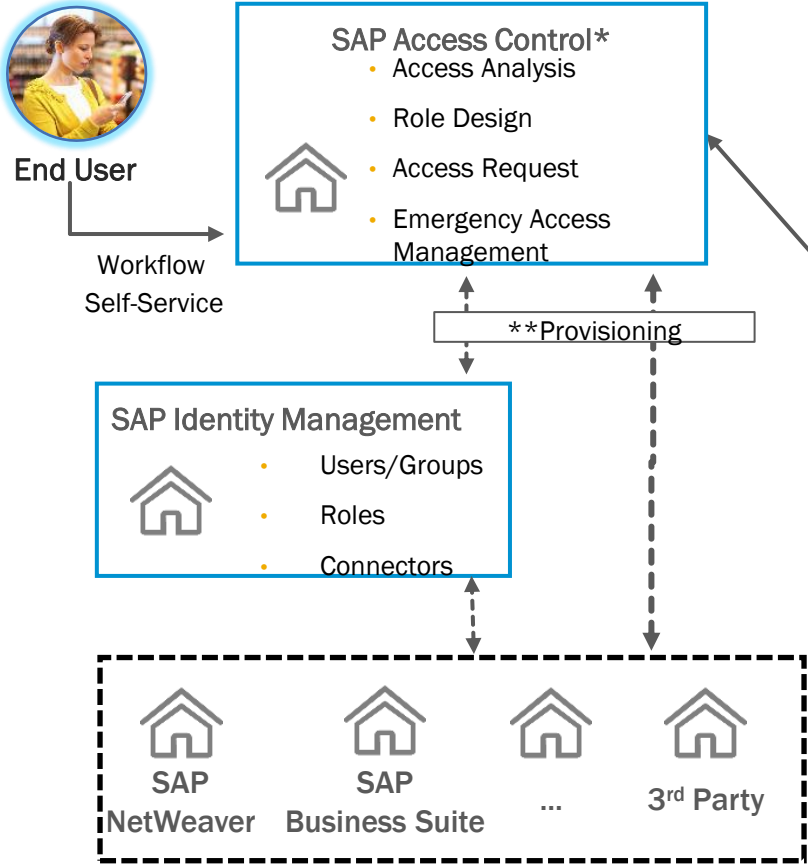 SAP Access Control*
• Access Analysis
• Role Design
• Access Request
• Emergency Access
Management
End User
Workflow
Self-Service
**Provisioning
SAP Identity Management
• Users/Groups
• Roles
• Connectors
SAP
NetWeaver
SAP
Business Suite
...
3rd Party